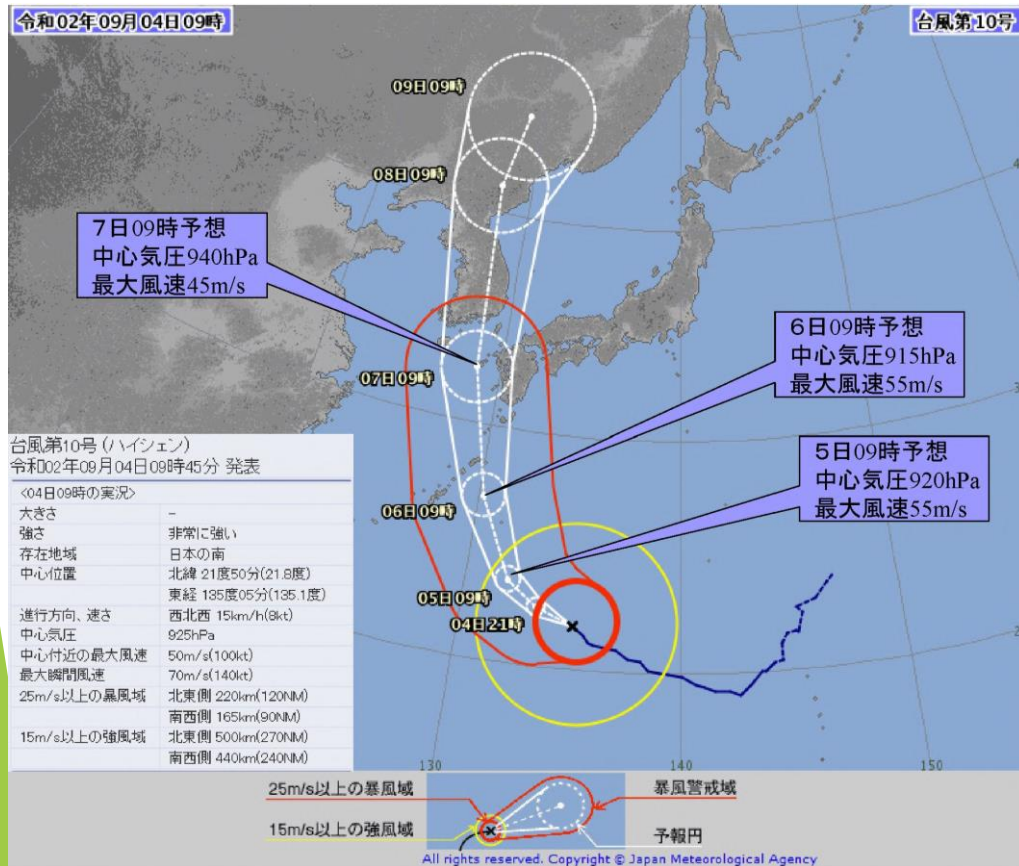 令和02年09月04日09時
台風第10号
09日09時
08日09時
7日09時予想
中心気圧940hPa
最大風速45m/s
6日09時予想
中心気圧915hPa
最大風速55m/s
07日09時
5日09時予想
中心気圧920hPa
最大風速55m/s
06日09時
05日09時
04日21時
台風第10号 (ハイシェン)
令和02年09月04日09時45分 発表
<04日09時の実況>
大きさ -
強さ 非常に強い
存在地域 日本の南
中心位置 北緯 21度50分(21.8度)
東経 135度05分(135.1度)
進行方向、速さ 西北西 15km/h(8kt)
中心気圧 925hPa
中心付近の最大風速 50m/s(100kt)
最大瞬間風速 70m/s(140kt)
25m/s以上の暴風域 北東側 220km(120NM)
南西側 165km(90NM)
15m/s以上の強風域 北東側 500km(270NM)
南西側 440km(240NM)
130 140 150
25m/s以上の暴風域
暴風警戒域
15m/s以上の強風域
予報円
All rights reserved. Copyright © Japan Meteorological Agency